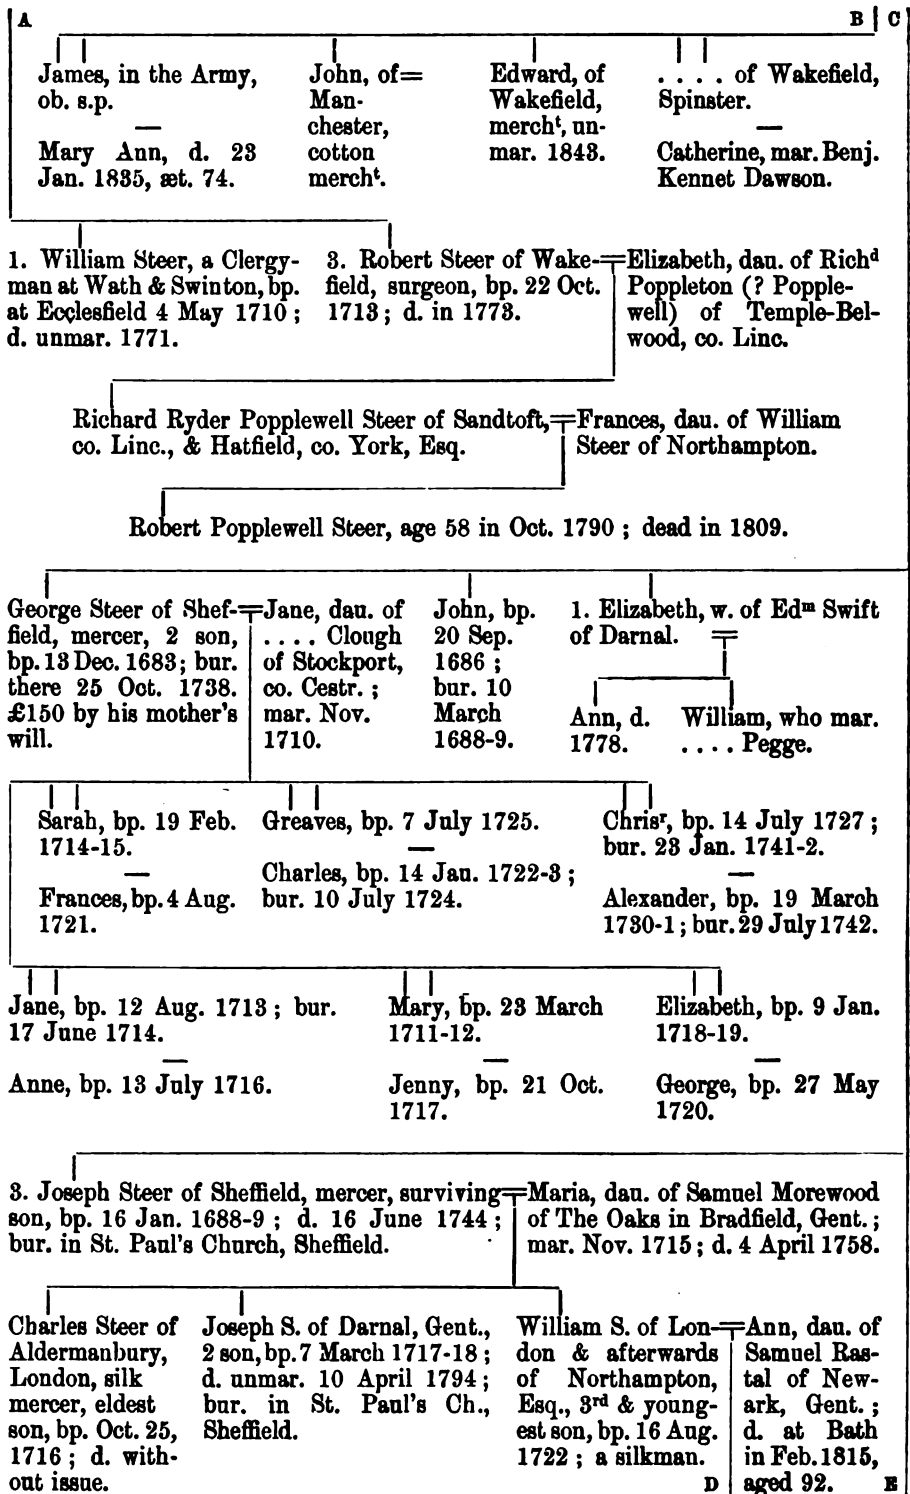 A B C
James, in the Army,
ob. s.p.
—
Mary Ann, d. 23
Jan. 1835, æt. 74.
John, of=
Man-
chester,
cotton
mercht.
Edward, of
Wakefield,
mercht, un-
mar. 1843.
. . . . of Wakefield,
Spinster.
—
Catherine, mar. Benj.
Kennet Dawson.
1. William Steer, a Clergy-
man at Wath & Swinton, bp.
at Ecclesfield 4 May 1710 ;
d. unmar. 1771.
3. Robert Steer of Wake-
field, surgeon, bp. 22 Oct.
1713 ; d. in 1773.
=Elizabeth, dau. of Richd
Poppleton (? Popple-
well) of Temple-Bel-
wood, co. Linc.
Richard Ryder Popplewell Steer of Sandtoft,
co. Linc., & Hatfield, co. York, Esq.
=Frances, dau. of William
Steer of Northampton.
Robert Popplewell Steer, age 58 in Oct. 1790 ; dead in 1809.
George Steer of Shef-
field, mercer, 2 son,
bp. 13 Dec. 1683; bur.
there 25 Oct. 1738.
£150 by his mother's
will.
=Jane, dau. of
. . . . Clough
of Stockport,
co. Cestr. ;
mar. Nov.
1710.
John, bp.
20 Sep.
1686 ;
bur. 10
March
1688-9.
1. Elizabeth, w. of Edm Swift
of Darnal. =
Ann, d.
1778.
William, who mar.
. . . . Pegge.
Sarah, bp. 19 Feb.
1714-15.
—
Frances, bp. 4 Aug.
1721.
Greaves, bp. 7 July 1725.
—
Charles, bp. 14 Jan. 1722-3 ;
bur. 10 July 1724.
Chrisr, bp. 14 July 1727 ;
bur. 23 Jan. 1741-2.
—
Alexander, bp. 19 March
1730-1 ; bur. 29 July 1742.
Jane, bp. 12 Aug. 1713 ; bur.
17 June 1714.
—
Anne, bp. 13 July 1716.
Mary, bp. 23 March
1711-12.
—
Jenny, bp. 21 Oct.
1717.
Elizabeth, bp. 9 Jan.
1718-19.
—
George, bp. 27 May
1720.
3. Joseph Steer of Sheffield, mercer, surviving
son, bp. 16 Jan. 1688-9 ; d. 16 June 1744 ;
bur. in St. Paul's Church, Sheffield.
=Maria, dau. of Samuel Morewood
of The Oaks in Bradfield, Gent. ;
mar. Nov. 1715 ; d. 4 April 1758.
Charles Steer of
Aldermanbury,
London, silk
mercer, eldest
son, bp. Oct. 25,
1716 ; d. with-
out issue.
Joseph S. of Darnal, Gent.,
2 son, bp. 7 March 1717-18 ;
d. unmar. 10 April 1794 ;
bur. in St. Paul's Ch.,
Sheffield.
William S. of Lon-
don & afterwards
of Northampton,
Esq., 3rd & young-
est son, bp. 16 Aug.
1722 ; a silkman.
D
=Ann, dau. of
Samuel Ras-
tal of New-
ark, Gent. ;
d. at Bath
in Feb. 1815,
aged 92. E